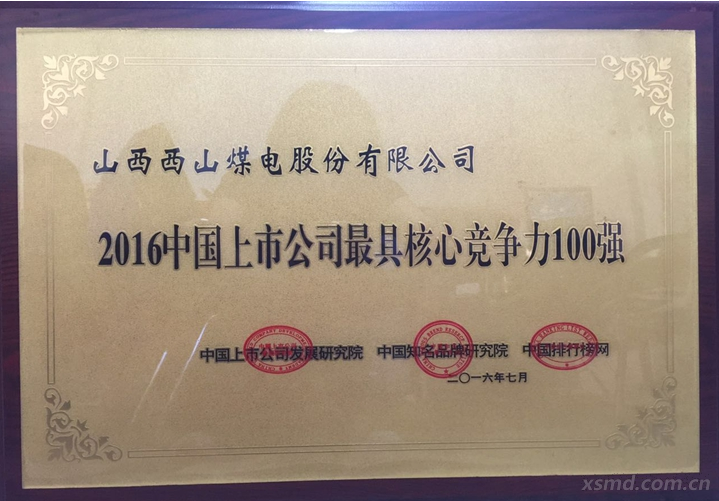 山西西山煤电股份有限公司
2016中国上市公司最具核心竞争力100强
中国上市公司发展研究院 中国知名品牌研究院 中国排行榜网
二〇一六年七月
xsmd.com.cn